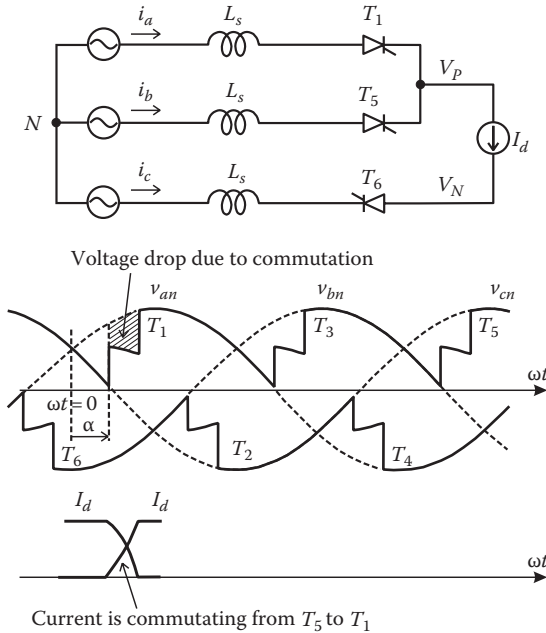 i_a L_s T_1
V_P
i_b L_s T_5
N I_d
i_c L_s T_6 V_N
Voltage drop due to commutation
v_an v_bn v_cn
T_1 T_3 T_5
ωt
ωt = 0
α
T_6 T_2 T_4
I_d I_d
ωt
Current is commutating from T_5 to T_1